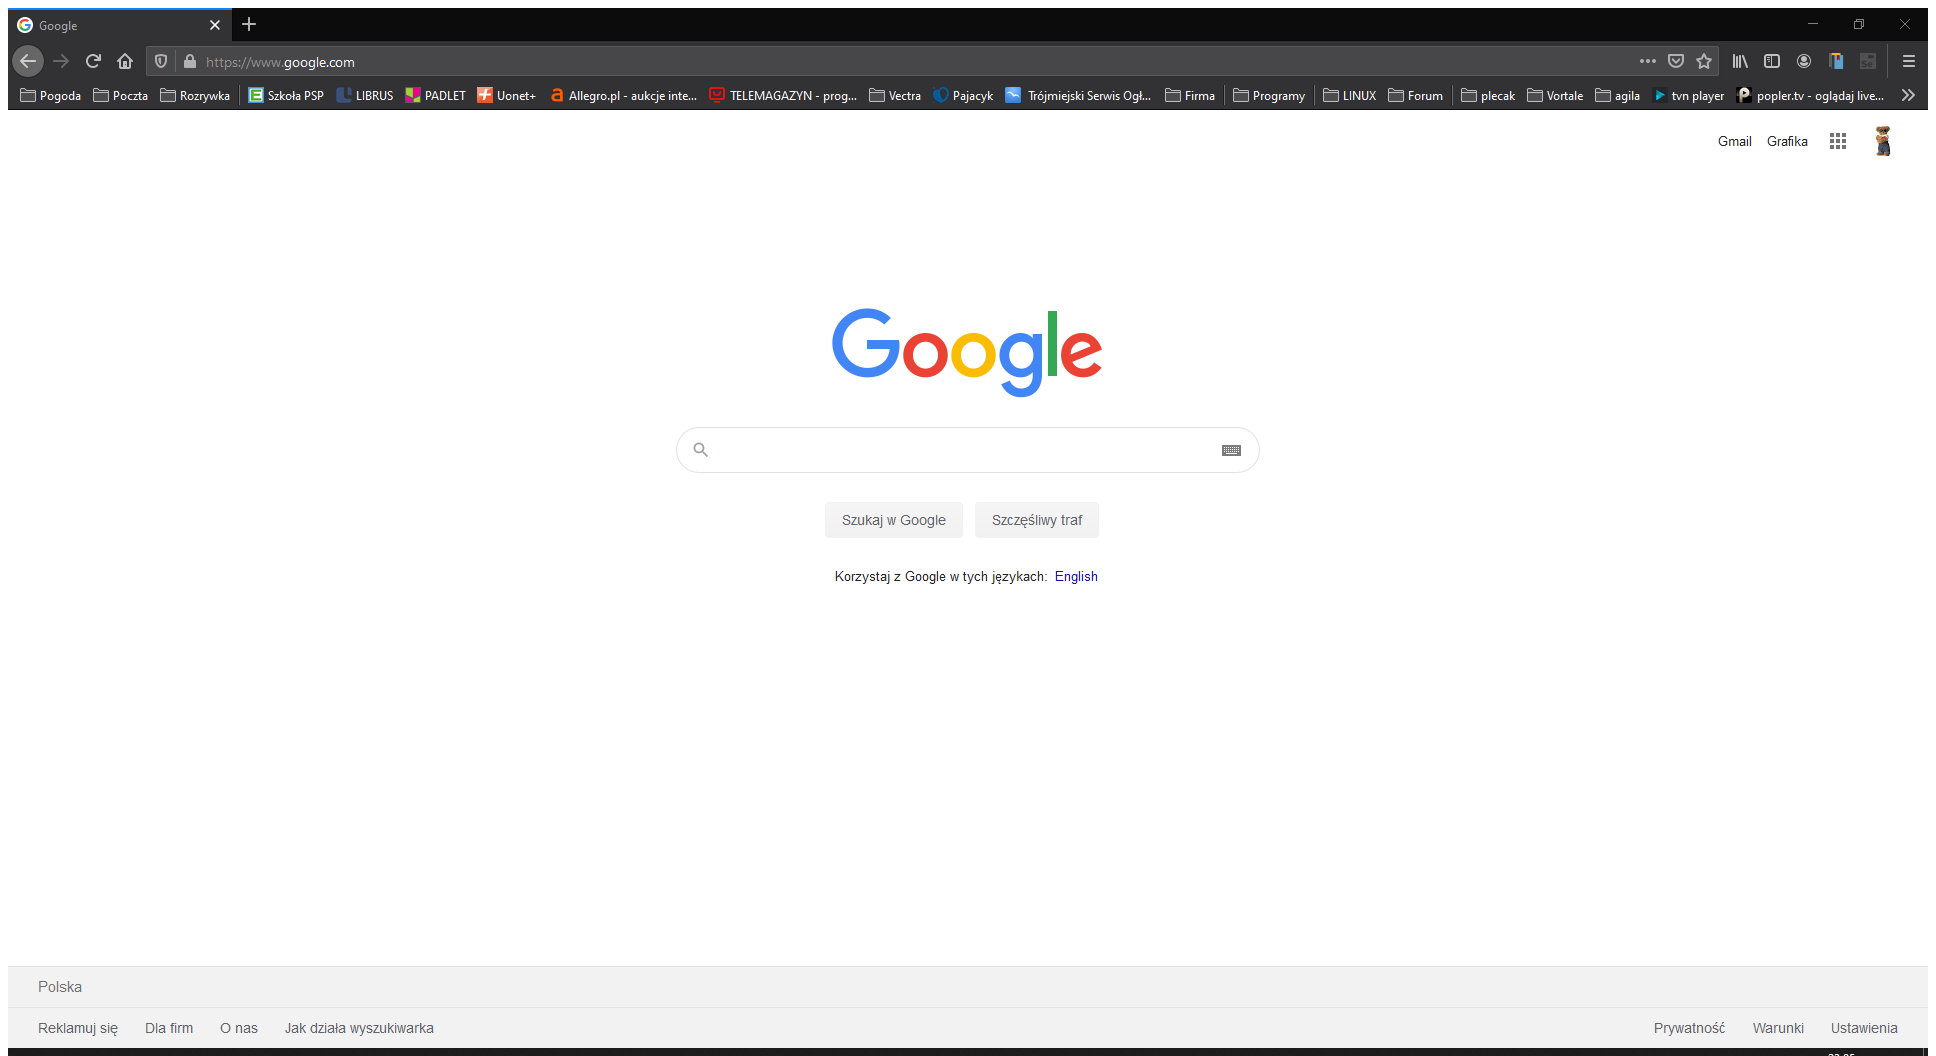 Google
https://www.google.com
Pogoda Poczta Rozrywka Szkoła PSP LIBRUS PADLET Uonet+ Allegro.pl - aukcje inte... TELEMAGAZYN - prog... Vectra Pajacyk Trójmiejski Serwis Ogł... Firma Programy LINUX Forum plecak Vortale agila tvn player popler.tv - oglądaj live...
Gmail Grafika
Google
Szukaj w Google Szczęśliwy traf
Korzystaj z Google w tych językach: English
Polska
Reklamuj się Dla firm O nas Jak działa wyszukiwarka Prywatność Warunki Ustawienia